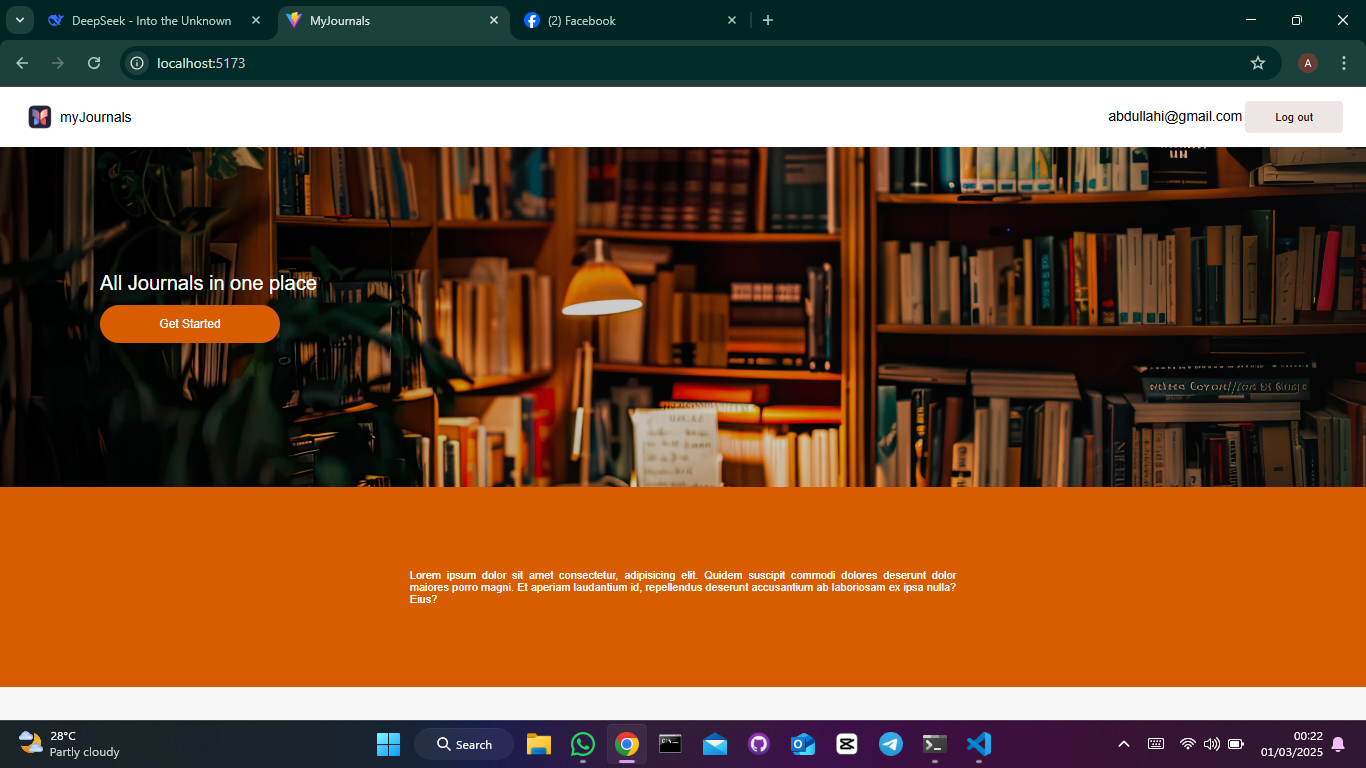 DeepSeek - Into the Unknown
MyJournals
(2) Facebook
localhost:5173
A
myJournals
abdullahi@gmail.com
Log out
All Journals in one place
Get Started
Lorem ipsum dolor sit amet consectetur, adipisicing elit. Quidem suscipit commodi dolores deserunt dolor
maiores porro magni. Et aperiam laudantium id, repellendus deserunt accusantium ab laboriosam ex ipsa nulla?
Eius?
28°C
Partly cloudy
Search
00:22
01/03/2025